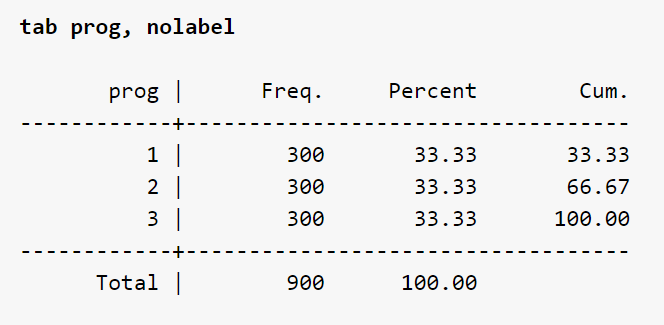 tab prog, nolabel
prog | Freq. Percent Cum.
------------+-----------------------------------
1 | 300 33.33 33.33
2 | 300 33.33 66.67
3 | 300 33.33 100.00
------------+-----------------------------------
Total | 900 100.00